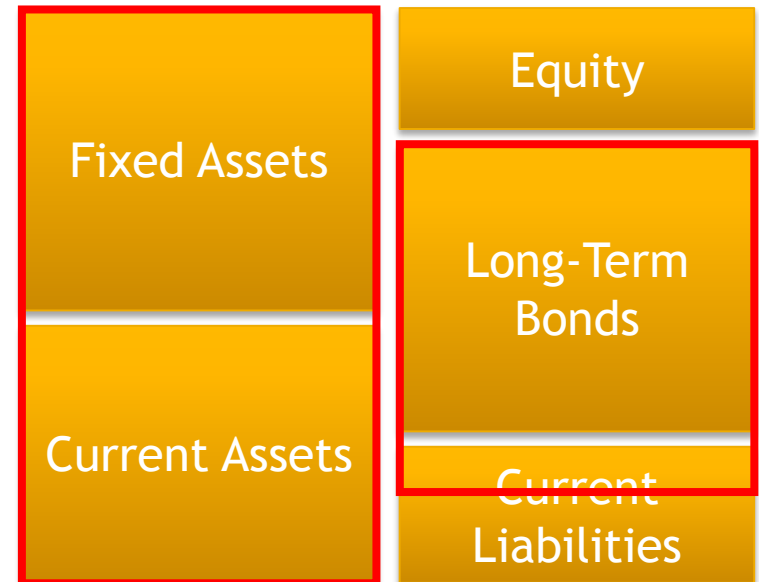 Fixed Assets
Current Assets
Equity
Long-Term
Bonds
Current
Liabilities